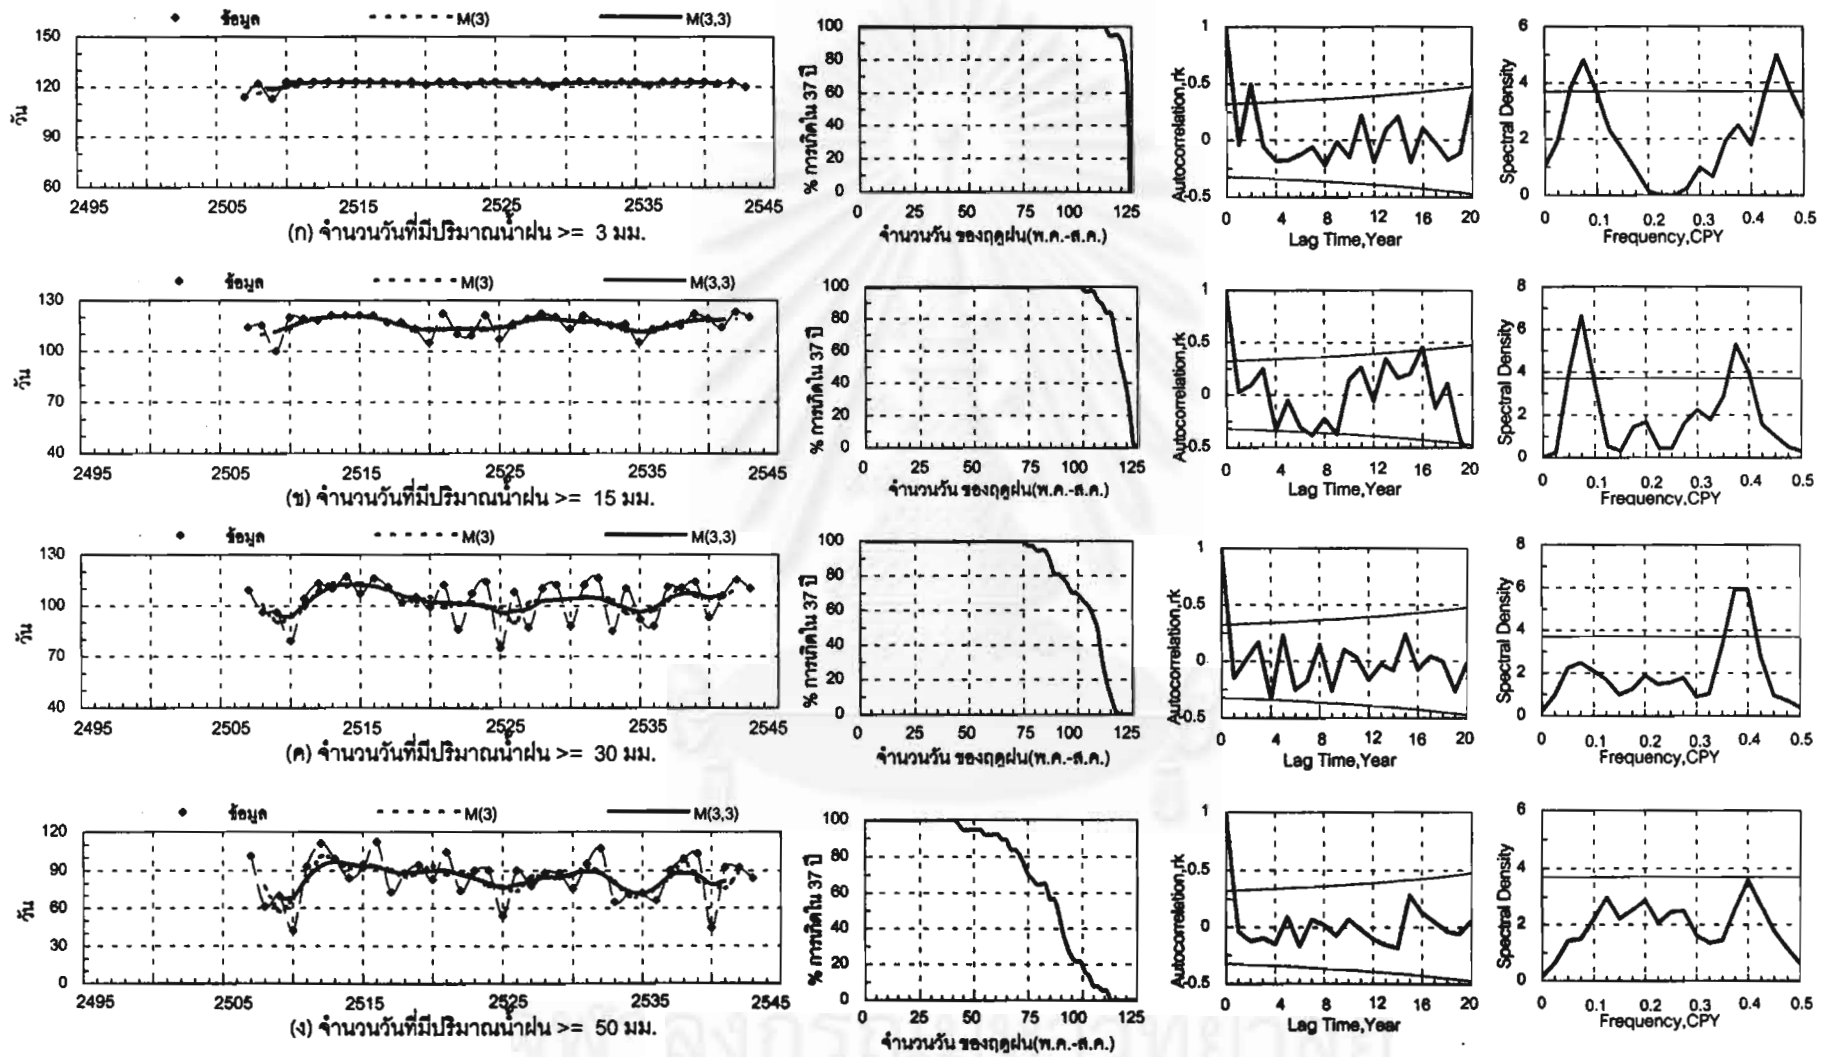 ข้อมูล M(3) M(3,3)
150
120
90
60
วัน
2495 2505 2515 2525 2535 2545
(ก) จำนวนวันที่มีปริมาณน้ำฝน >= 3 มม.
100
80
60
40
20
0
% การเกิดใน 37 ปี
0 25 50 75 100 125
จำนวนวัน ของฤดูฝน(พ.ค.-ส.ค.)
1
0.5
0
-0.5
Autocorrelation,rk
0 4 8 12 16 20
Lag Time,Year
6
4
2
0
Spectral Density
0 0.1 0.2 0.3 0.4 0.5
Frequency,CPY
ข้อมูล M(3) M(3,3)
130
100
70
40
วัน
2495 2505 2515 2525 2535 2545
(ข) จำนวนวันที่มีปริมาณน้ำฝน >= 15 มม.
100
80
60
40
20
0
% การเกิดใน 37 ปี
0 25 50 75 100 125
จำนวนวัน ของฤดูฝน(พ.ค.-ส.ค.)
1
0.5
0
-0.5
Autocorrelation,rk
0 4 8 12 16 20
Lag Time,Year
8
6
4
2
0
Spectral Density
0 0.1 0.2 0.3 0.4 0.5
Frequency,CPY
ข้อมูล M(3) M(3,3)
130
100
70
40
วัน
2495 2505 2515 2525 2535 2545
(ค) จำนวนวันที่มีปริมาณน้ำฝน >= 30 มม.
100
80
60
40
20
0
% การเกิดใน 37 ปี
0 25 50 75 100 125
จำนวนวัน ของฤดูฝน(พ.ค.-ส.ค.)
1
0.5
0
-0.5
Autocorrelation,rk
0 4 8 12 16 20
Lag Time,Year
8
6
4
2
0
Spectral Density
0 0.1 0.2 0.3 0.4 0.5
Frequency,CPY
ข้อมูล M(3) M(3,3)
120
90
60
30
0
วัน
2495 2505 2515 2525 2535 2545
(ง) จำนวนวันที่มีปริมาณน้ำฝน >= 50 มม.
100
80
60
40
20
0
% การเกิดใน 37 ปี
0 25 50 75 100 125
จำนวนวัน ของฤดูฝน(พ.ค.-ส.ค.)
1
0.5
0
-0.5
Autocorrelation,rk
0 4 8 12 16 20
Lag Time,Year
6
4
2
0
Spectral Density
0 0.1 0.2 0.3 0.4 0.5
Frequency,CPY